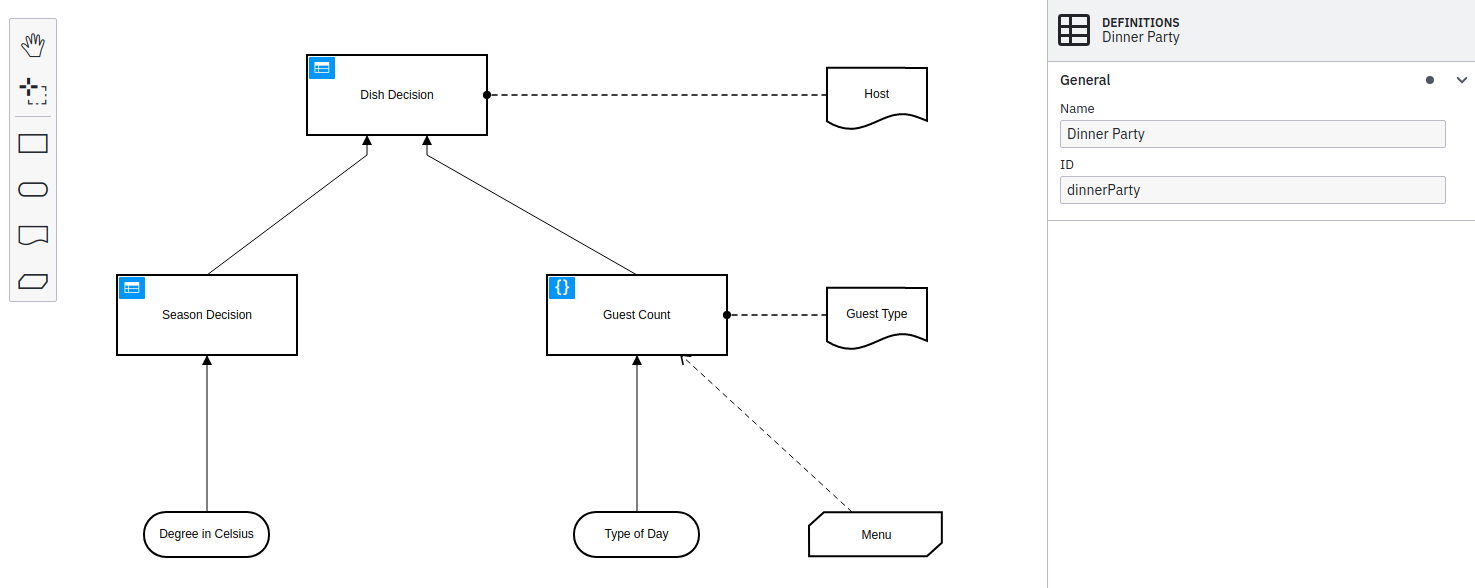 Dish Decision
Host
Season Decision
{}
Guest Count
Guest Type
Degree in Celsius
Type of Day
Menu
DEFINITIONS
Dinner Party
General
Name
Dinner Party
ID
dinnerParty